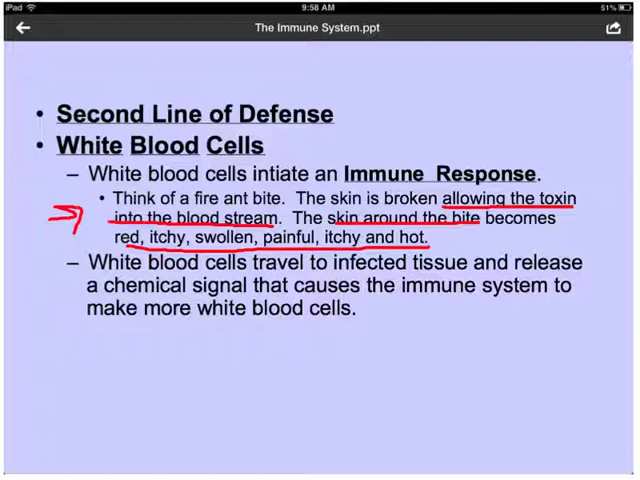 iPad 9:58 AM 51%
The Immune System.ppt
• Second Line of Defense
• White Blood Cells
– White blood cells intiate an Immune Response.
• Think of a fire ant bite. The skin is broken allowing the toxin
into the blood stream. The skin around the bite becomes
red, itchy, swollen, painful, itchy and hot.
– White blood cells travel to infected tissue and release
a chemical signal that causes the immune system to
make more white blood cells.